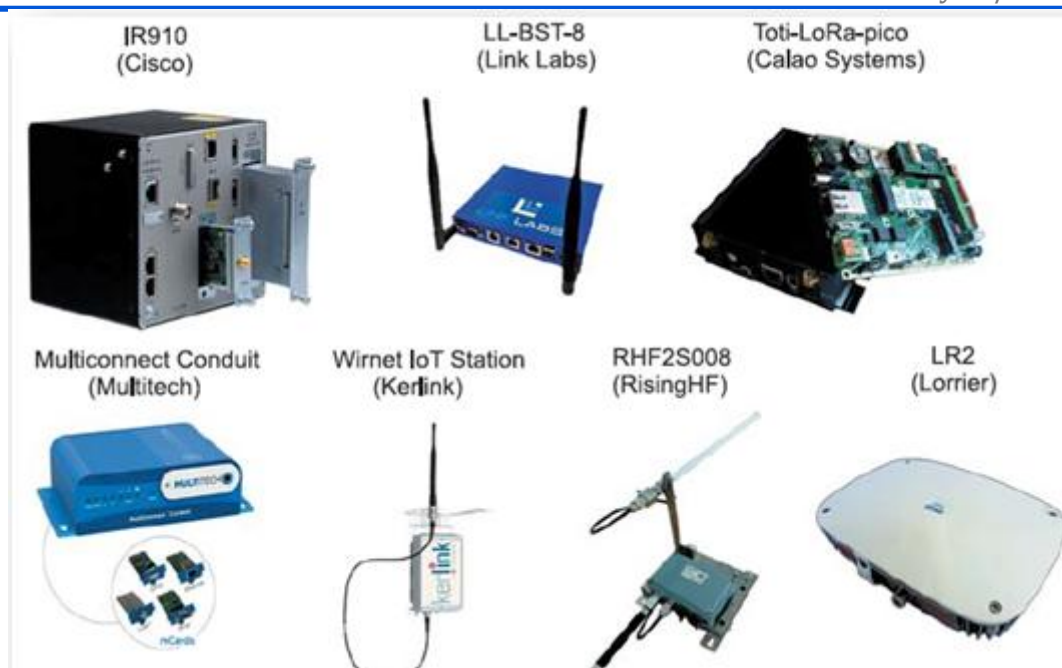 IR910
(Cisco)
LL-BST-8
(Link Labs)
Toti-LoRa-pico
(Calao Systems)
LABS
Multiconnect Conduit
(Multitech)
Wirnet IoT Station
(Kerlink)
RHF2S008
(RisingHF)
LR2
(Lorrier)
MULTITECH
mCards
kerlink